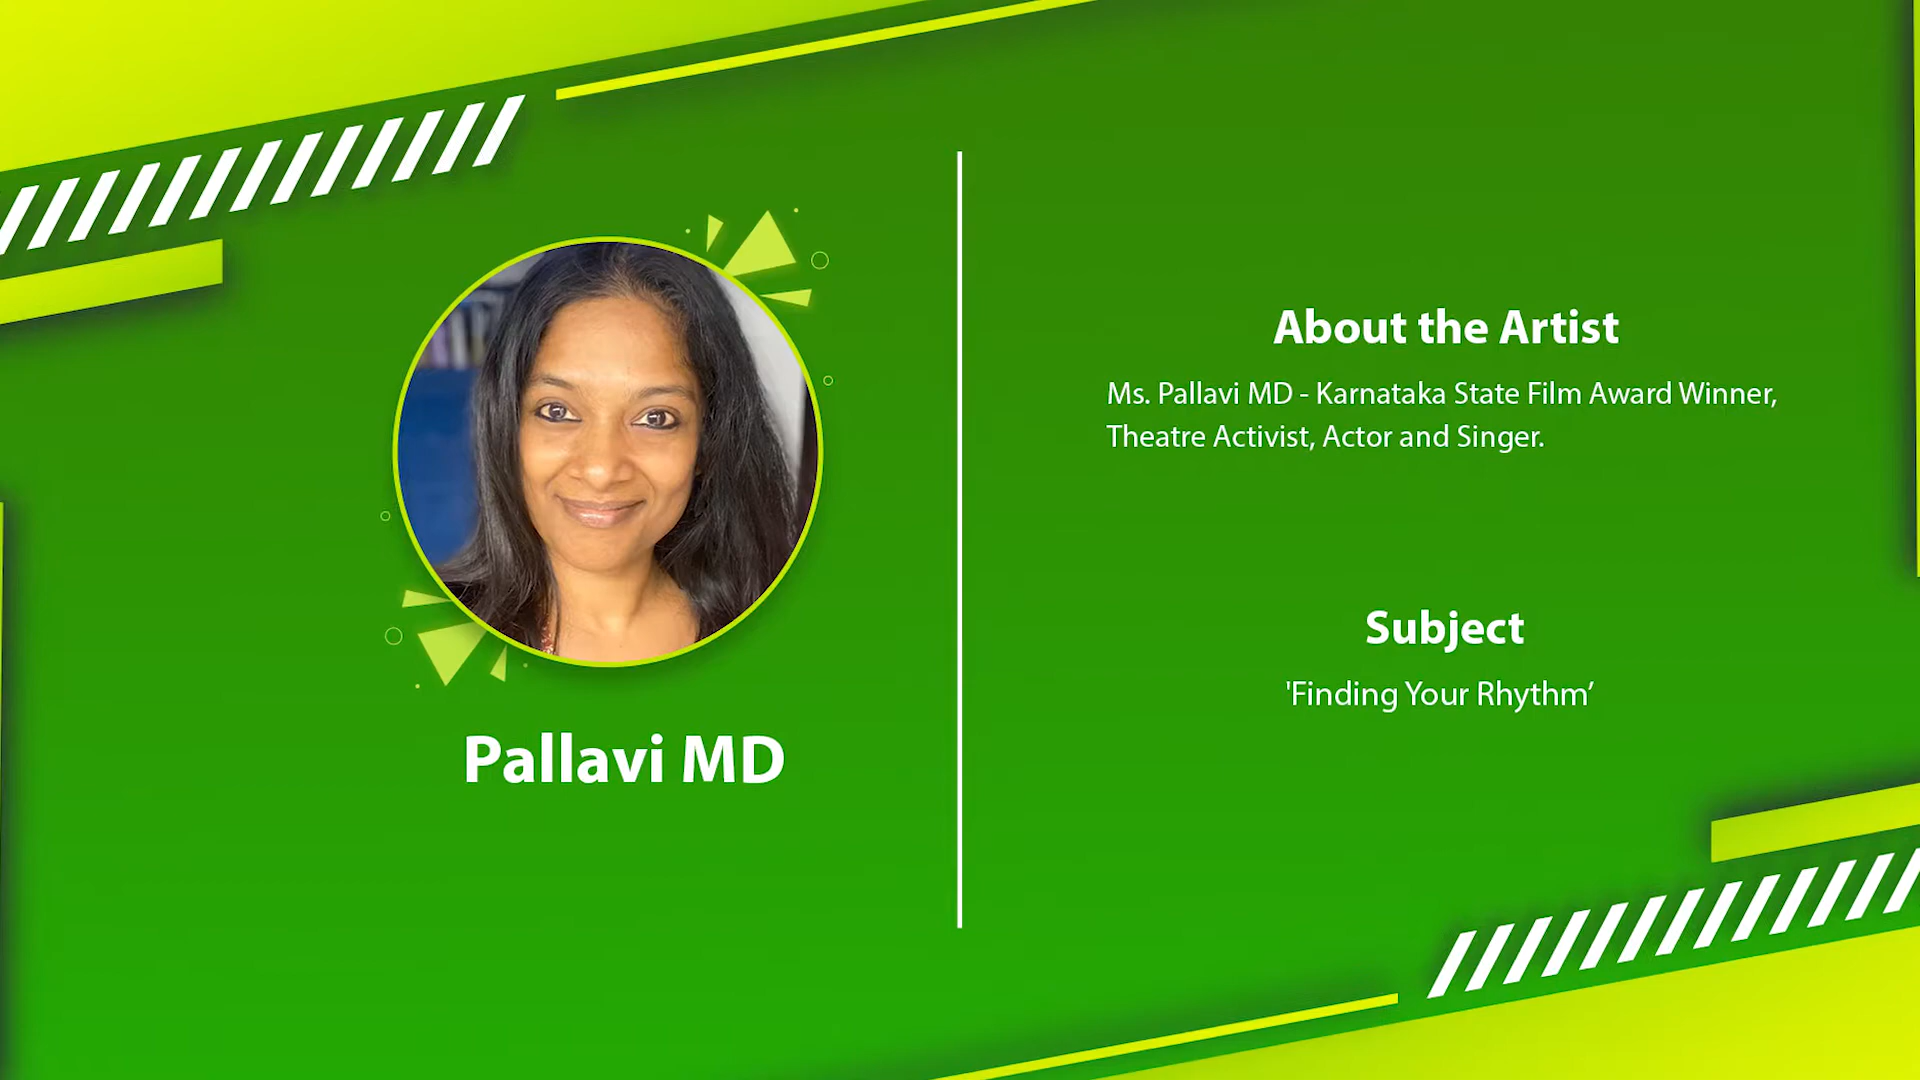 Pallavi MD
About the Artist
Ms. Pallavi MD - Karnataka State Film Award Winner,
Theatre Activist, Actor and Singer.
Subject
'Finding Your Rhythm’